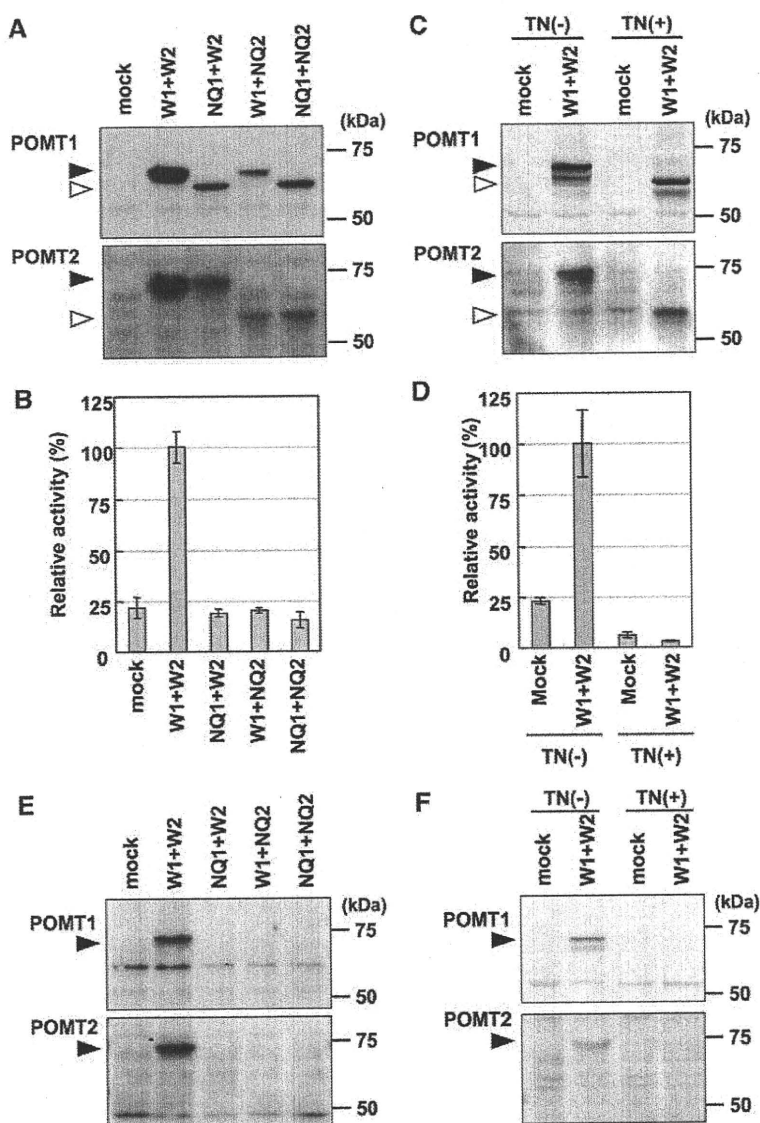 A
mock
W1+W2
NQ1+W2
W1+NQ2
NQ1+NQ2
(kDa)
POMT1
75
50
POMT2
75
50
B
Relative activity (%)
125
100
75
50
25
0
mock
W1+W2
NQ1+W2
W1+NQ2
NQ1+NQ2
C
TN(-)
TN(+)
mock
W1+W2
mock
W1+W2
(kDa)
POMT1
75
50
POMT2
75
50
D
Relative activity (%)
125
100
75
50
25
0
Mock
W1+W2
Mock
W1+W2
TN(-)
TN(+)
E
mock
W1+W2
NQ1+W2
W1+NQ2
NQ1+NQ2
(kDa)
POMT1
75
50
POMT2
75
50
F
TN(-)
TN(+)
mock
W1+W2
mock
W1+W2
(kDa)
POMT1
75
50
POMT2
75
50